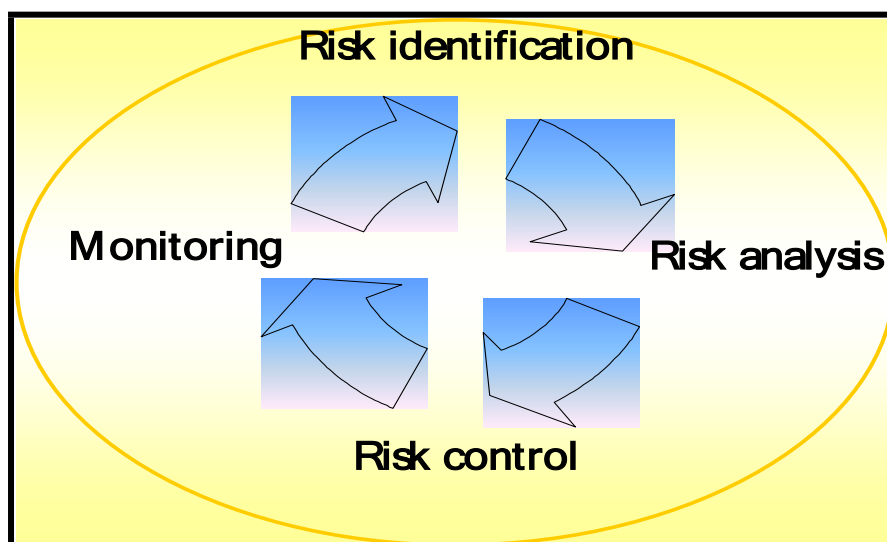 Risk identification
Monitoring
Risk analysis
Risk control